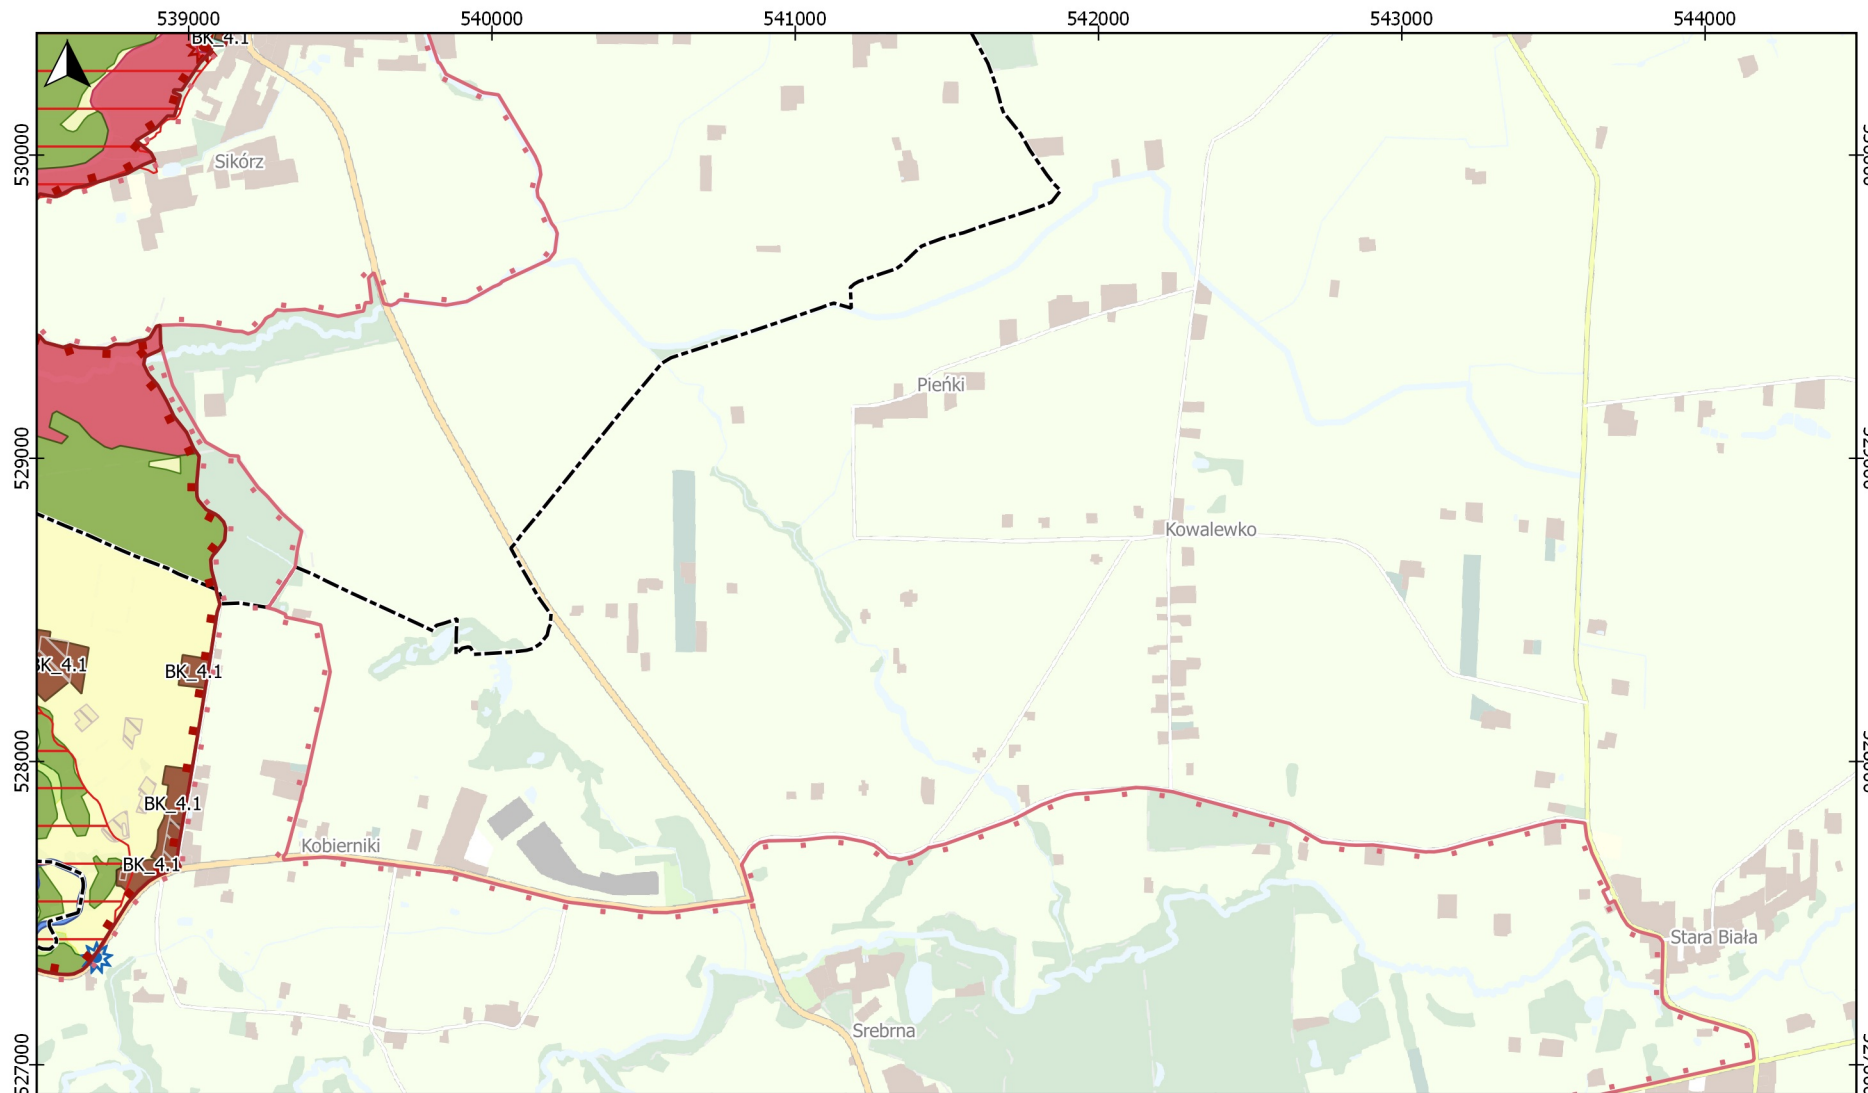 539000
540000
541000
542000
543000
544000
BK_4.1
530000
Sikórz
Pieńki
529000
Kowalewko
BK_4.1
BK_4.1
528000
BK_4.1
Kobierniki
BK_4.1
Stara Biała
Srebrna
527000